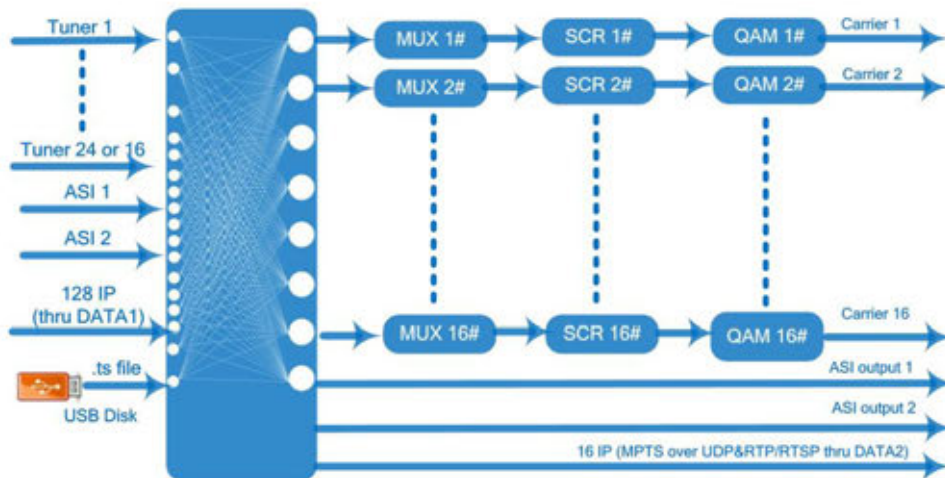 Tuner 1
Tuner 24 or 16
ASI 1
ASI 2
128 IP
(thru DATA1)
.ts file
USB Disk
MUX 1#
SCR 1#
QAM 1#
Carrier 1
MUX 2#
SCR 2#
QAM 2#
Carrier 2
MUX 16#
SCR 16#
QAM 16#
Carrier 16
ASI output 1
ASI output 2
16 IP (MPTS over UDP&RTP/RTSP thru DATA2)